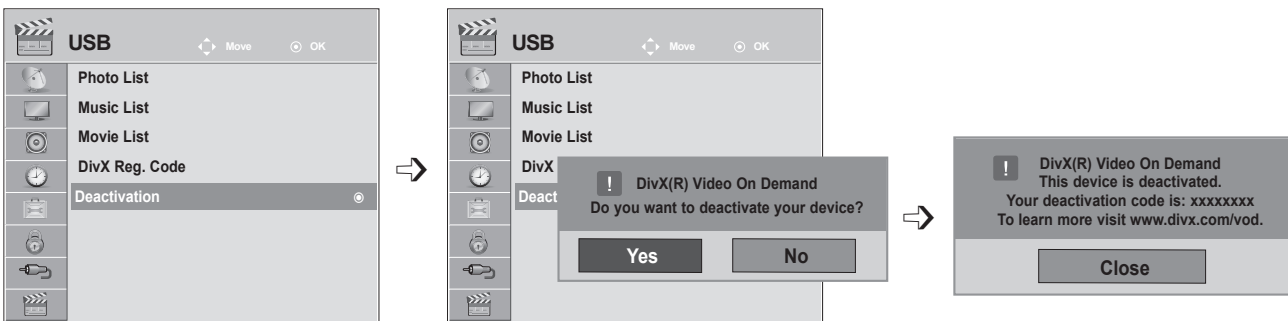 USB
Move
OK
Photo List
Music List
Movie List
DivX Reg. Code
Deactivation
USB
Move
OK
Photo List
Music List
Movie List
DivX
Deact
! DivX(R) Video On Demand
Do you want to deactivate your device?
Yes
No
! DivX(R) Video On Demand
This device is deactivated.
Your deactivation code is: xxxxxxxx
To learn more visit www.divx.com/vod.
Close